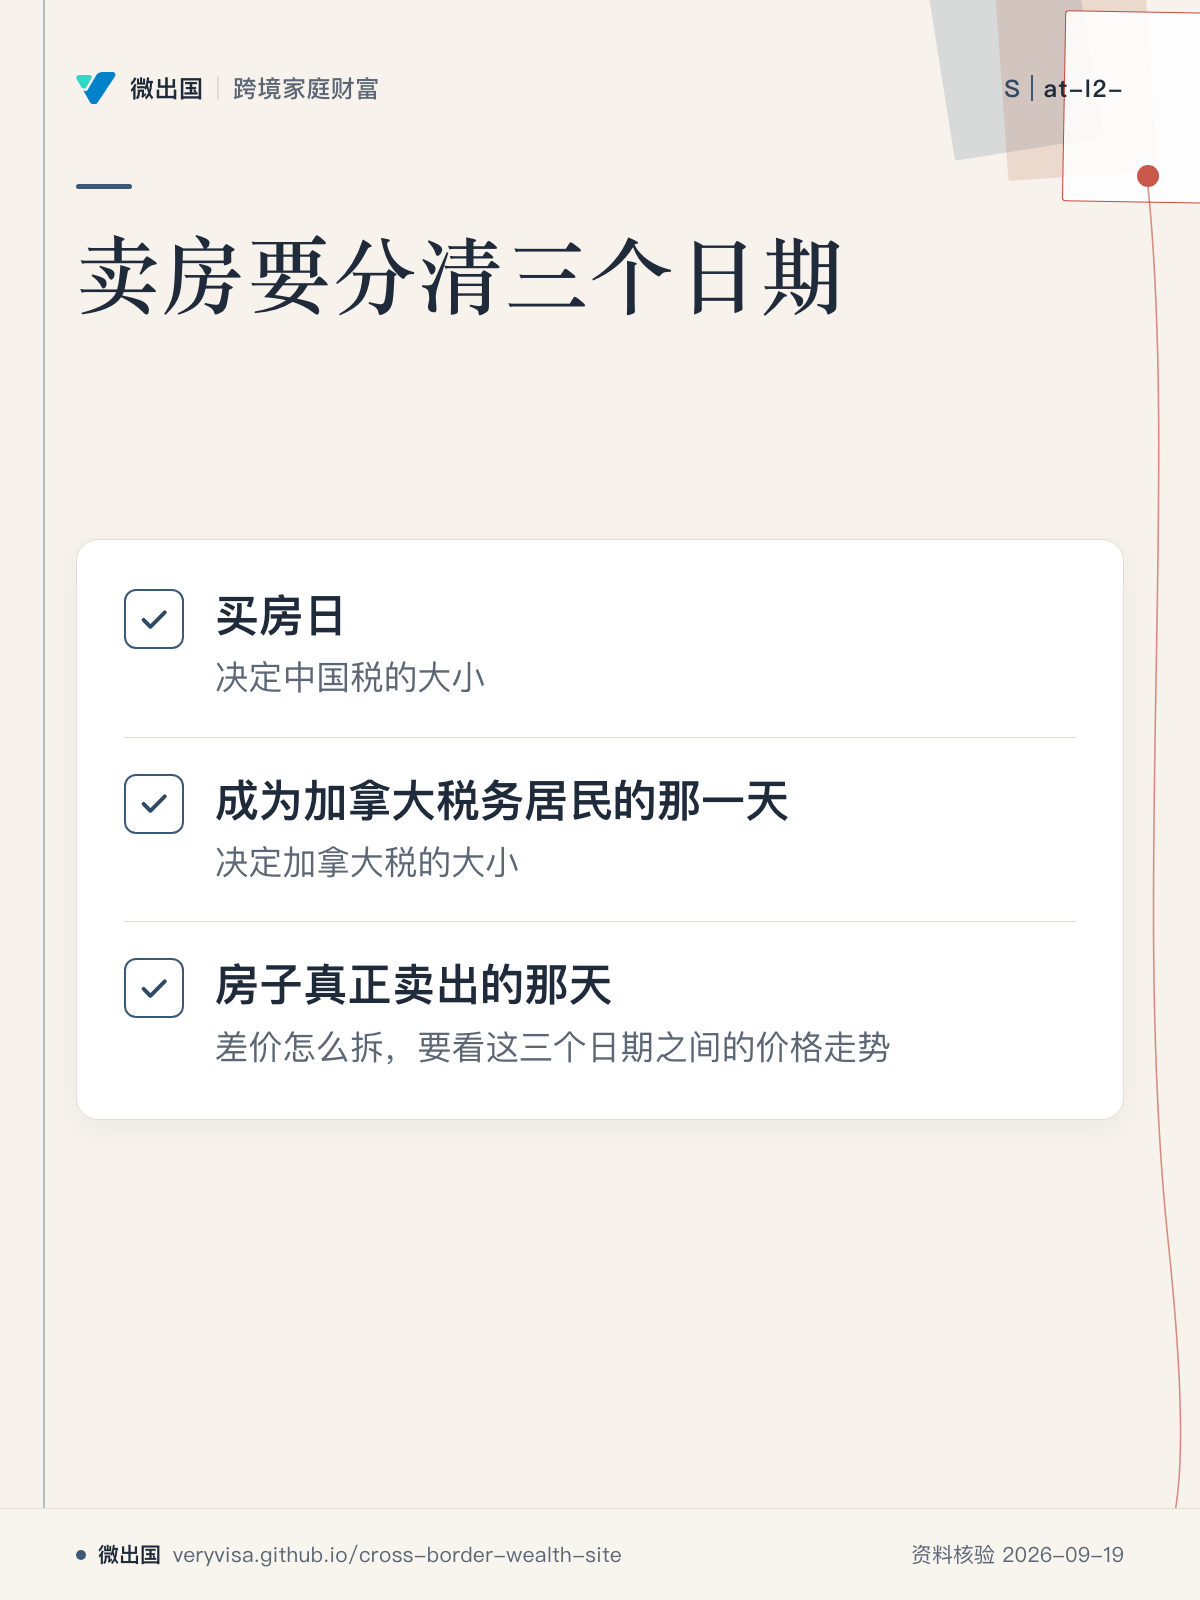 微出国 | 跨境家庭财富
S | at-l2-
卖房要分清三个日期
买房日
决定中国税的大小
成为加拿大税务居民的那一天
决定加拿大税的大小
房子真正卖出的那天
差价怎么拆，要看这三个日期之间的价格走势
微出国 veryvisa.github.io/cross-border-wealth-site
资料核验 2026-09-19